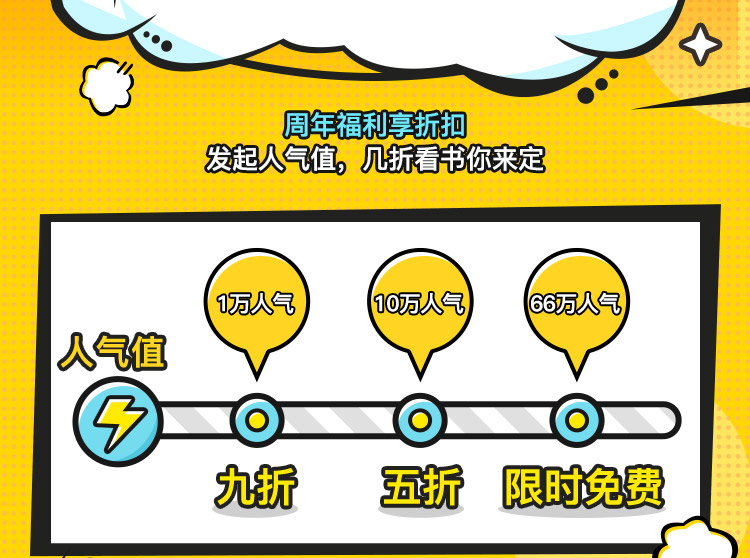 周年福利享折扣
发起人气值，几折看书你来定
1万人气
10万人气
66万人气
人气值
九折
五折
限时免费